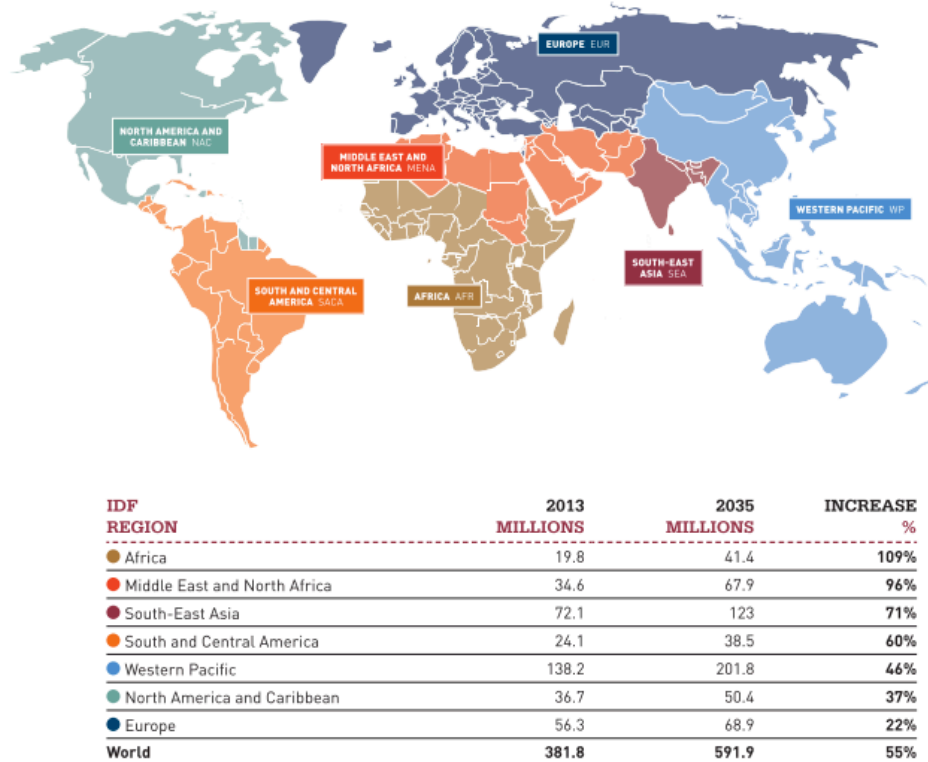 EUROPE EUR
NORTH AMERICA AND
CARIBBEAN NAC
MIDDLE EAST AND
NORTH AFRICA MENA
WESTERN PACIFIC WP
SOUTH-EAST
ASIA SEA
SOUTH AND CENTRAL
AMERICA SACA
AFRICA AFR
IDF REGION 2013 MILLIONS 2035 MILLIONS INCREASE %
Africa 19.8 41.4 109%
Middle East and North Africa 34.6 67.9 96%
South-East Asia 72.1 123 71%
South and Central America 24.1 38.5 60%
Western Pacific 138.2 201.8 46%
North America and Caribbean 36.7 50.4 37%
Europe 56.3 68.9 22%
World 381.8 591.9 55%